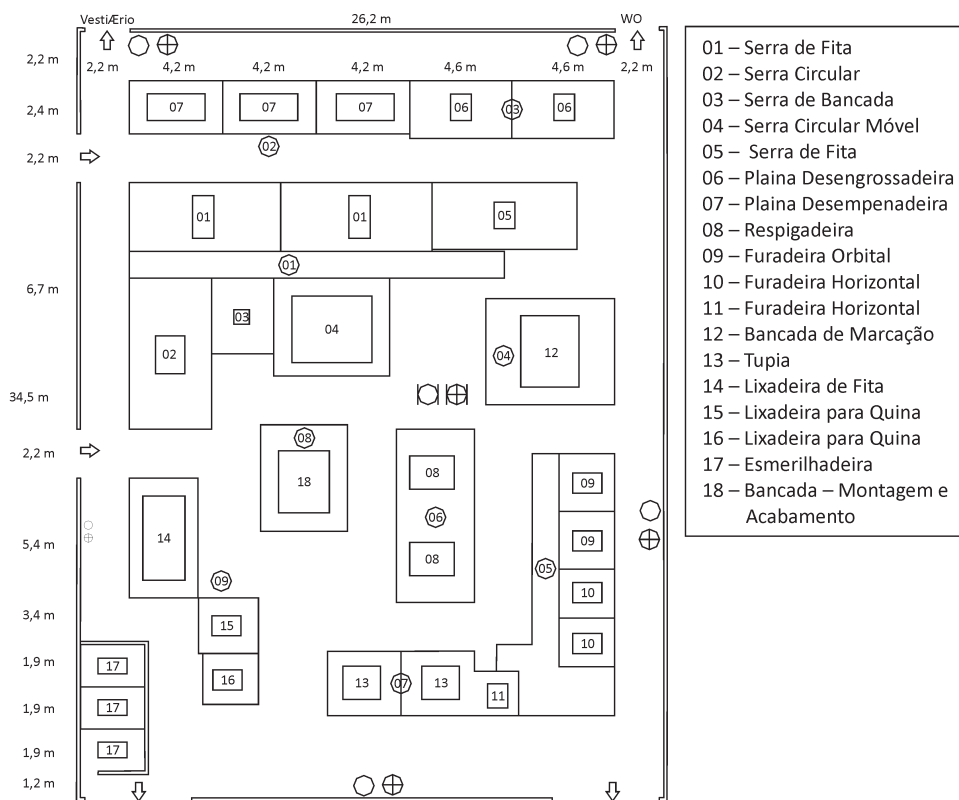 VestiÆrio
26,2 m
WO
2,2 m
2,2 m
4,2 m
4,2 m
4,2 m
4,6 m
4,6 m
2,2 m
2,4 m
07
07
07
06
03
06
02
2,2 m
01
01
05
01
6,7 m
03
04
02
04
12
34,5 m
08
2,2 m
18
08
09
06
14
09
5,4 m
08
05
09
10
3,4 m
15
10
1,9 m
17
16
13
07
13
11
1,9 m
17
1,9 m
17
1,2 m
01 – Serra de Fita
02 – Serra Circular
03 – Serra de Bancada
04 – Serra Circular Móvel
05 – Serra de Fita
06 – Plaina Desengrossadeira
07 – Plaina Desempenadeira
08 – Respigadeira
09 – Furadeira Orbital
10 – Furadeira Horizontal
11 – Furadeira Horizontal
12 – Bancada de Marcação
13 – Tupia
14 – Lixadeira de Fita
15 – Lixadeira para Quina
16 – Lixadeira para Quina
17 – Esmerilhadeira
18 – Bancada – Montagem e
Acabamento